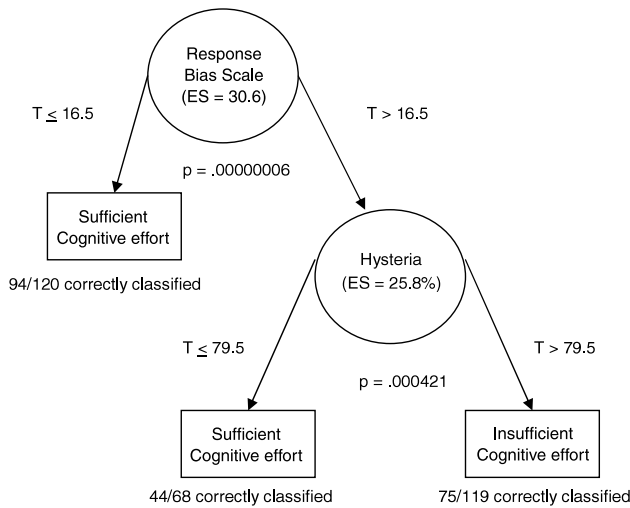 Response
Bias Scale
(ES = 30.6)
T ≤ 16.5
T > 16.5
p = .00000006
Sufficient
Cognitive effort
94/120 correctly classified
Hysteria
(ES = 25.8%)
T ≤ 79.5
T > 79.5
p = .000421
Sufficient
Cognitive effort
44/68 correctly classified
Insufficient
Cognitive effort
75/119 correctly classified